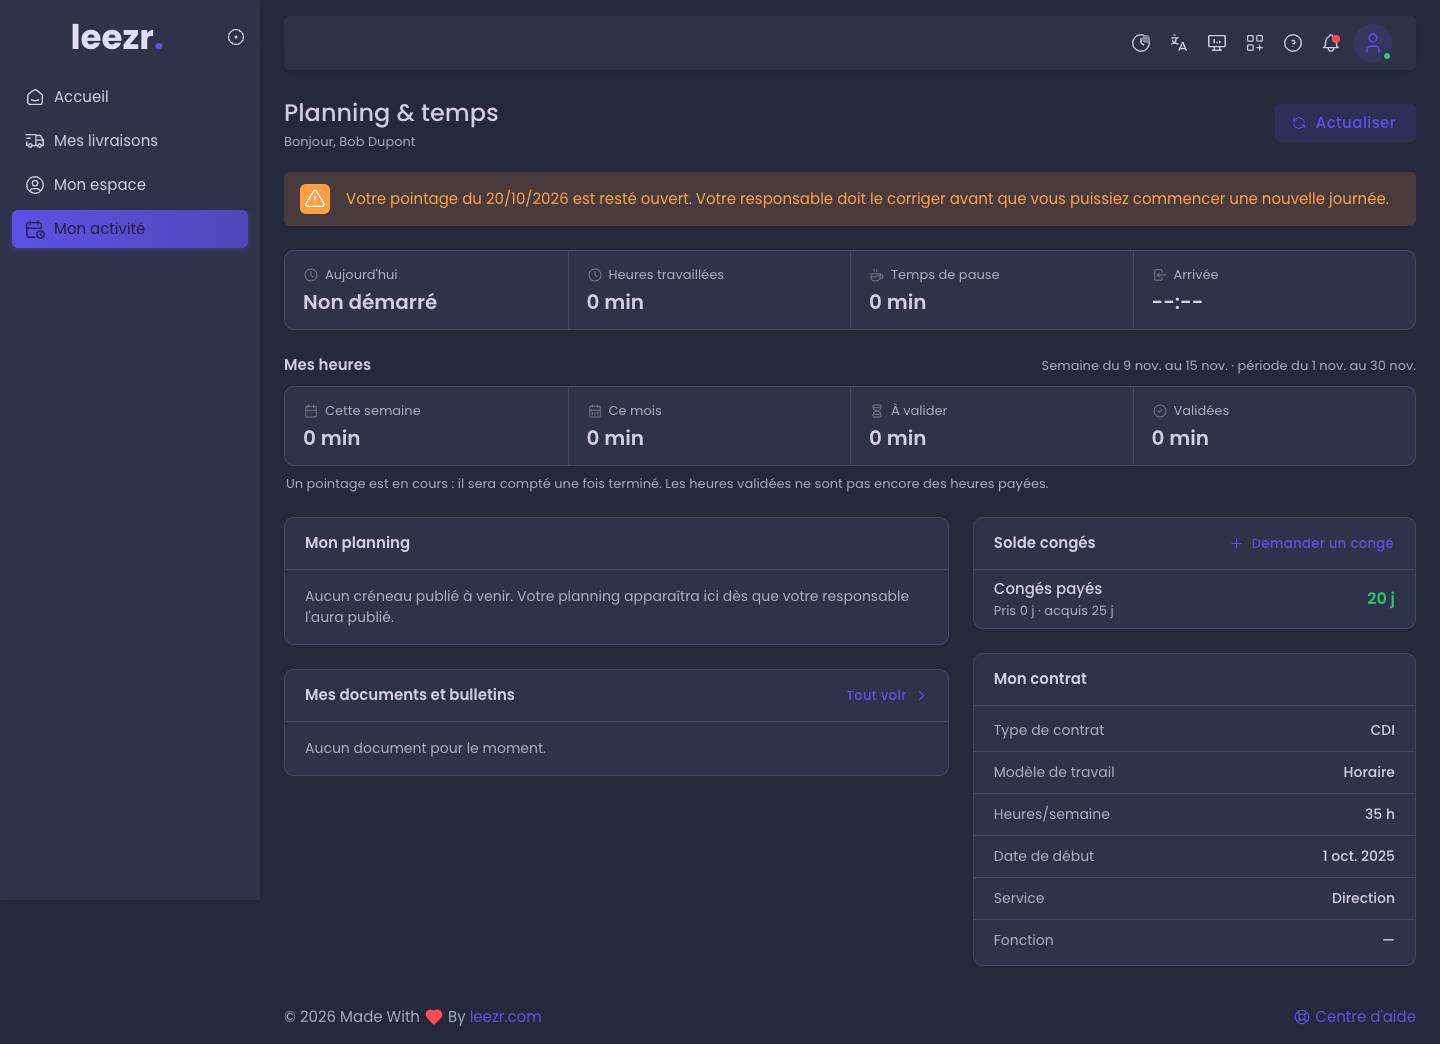 leezr.
Accueil
Mes livraisons
Mon espace
Mon activité
Planning & temps
Bonjour, Bob Dupont
Actualiser
Votre pointage du 20/10/2026 est resté ouvert. Votre responsable doit le corriger avant que vous puissiez commencer une nouvelle journée.
Aujourd'hui
Non démarré
Heures travaillées
0 min
Temps de pause
0 min
Arrivée
--:--
Mes heures
Semaine du 9 nov. au 15 nov. · période du 1 nov. au 30 nov.
Cette semaine
0 min
Ce mois
0 min
À valider
0 min
Validées
0 min
Un pointage est en cours : il sera compté une fois terminé. Les heures validées ne sont pas encore des heures payées.
Mon planning
Aucun créneau publié à venir. Votre planning apparaîtra ici dès que votre responsable
l'aura publié.
Mes documents et bulletins
Tout voir
Aucun document pour le moment.
Solde congés
Demander un congé
Congés payés
Pris 0 j · acquis 25 j
20 j
Mon contrat
Type de contrat CDI
Modèle de travail Horaire
Heures/semaine 35 h
Date de début 1 oct. 2025
Service Direction
Fonction —
© 2026 Made With By leezr.com
Centre d'aide